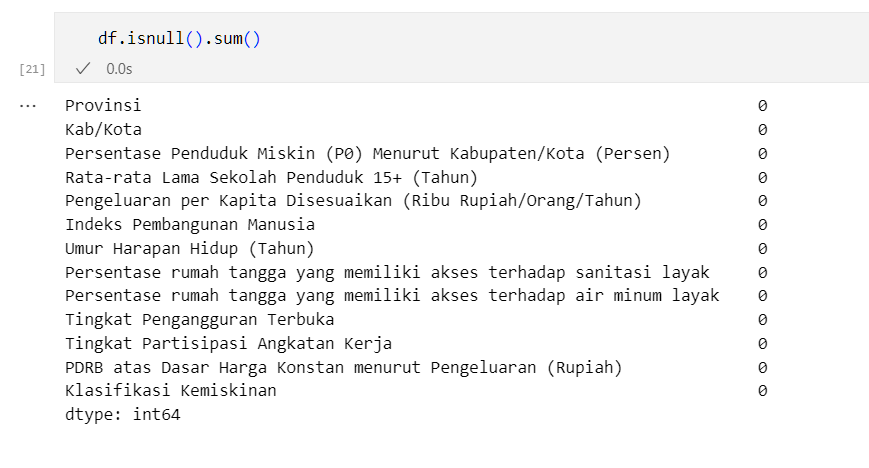 df.isnull().sum()
[21] 0.0s
... Provinsi 0
Kab/Kota 0
Persentase Penduduk Miskin (P0) Menurut Kabupaten/Kota (Persen) 0
Rata-rata Lama Sekolah Penduduk 15+ (Tahun) 0
Pengeluaran per Kapita Disesuaikan (Ribu Rupiah/Orang/Tahun) 0
Indeks Pembangunan Manusia 0
Umur Harapan Hidup (Tahun) 0
Persentase rumah tangga yang memiliki akses terhadap sanitasi layak 0
Persentase rumah tangga yang memiliki akses terhadap air minum layak 0
Tingkat Pengangguran Terbuka 0
Tingkat Partisipasi Angkatan Kerja 0
PDRB atas Dasar Harga Konstan menurut Pengeluaran (Rupiah) 0
Klasifikasi Kemiskinan 0
dtype: int64